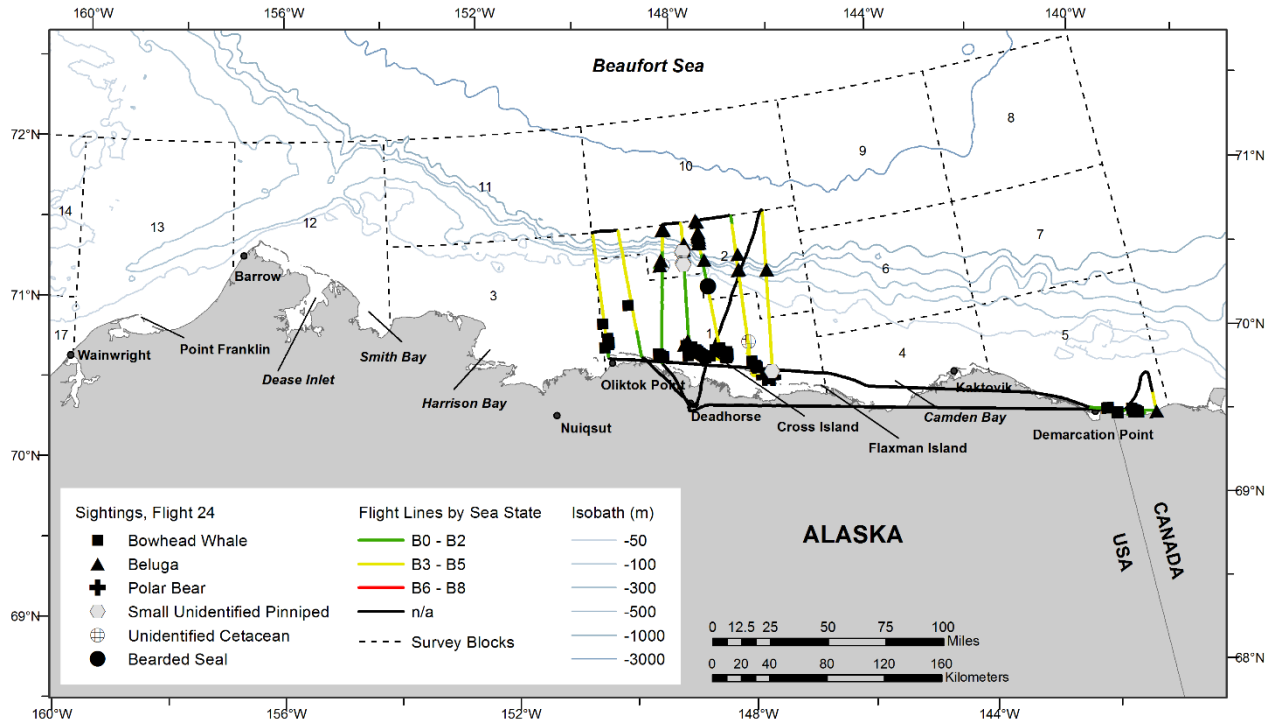 160°W 156°W 152°W 148°W 144°W 140°W
Beaufort Sea
8
72°N
72°N
9
10
11
14
13
12
7
2
6
71°N
Barrow
3
5
70°N
17
1
4
Wainwright
Point Franklin
Smith Bay
Dease Inlet
Oliktok Point
Kaktovik
Harrison Bay
Deadhorse
Camden Bay
Nuiqsut
Cross Island
Demarcation Point
Flaxman Island
70°N
69°N
Sightings, Flight 24
Bowhead Whale
Beluga
Polar Bear
Small Unidentified Pinniped
Unidentified Cetacean
Bearded Seal
Flight Lines by Sea State
B0 - B2
B3 - B5
B6 - B8
n/a
Survey Blocks
Isobath (m)
-50
-100
-300
-500
-1000
-3000
ALASKA
USA
CANADA
69°N
0 12.5 25 50 75 100
Miles
0 20 40 80 120 160
Kilometers
68°N
160°W 156°W 152°W 148°W 144°W